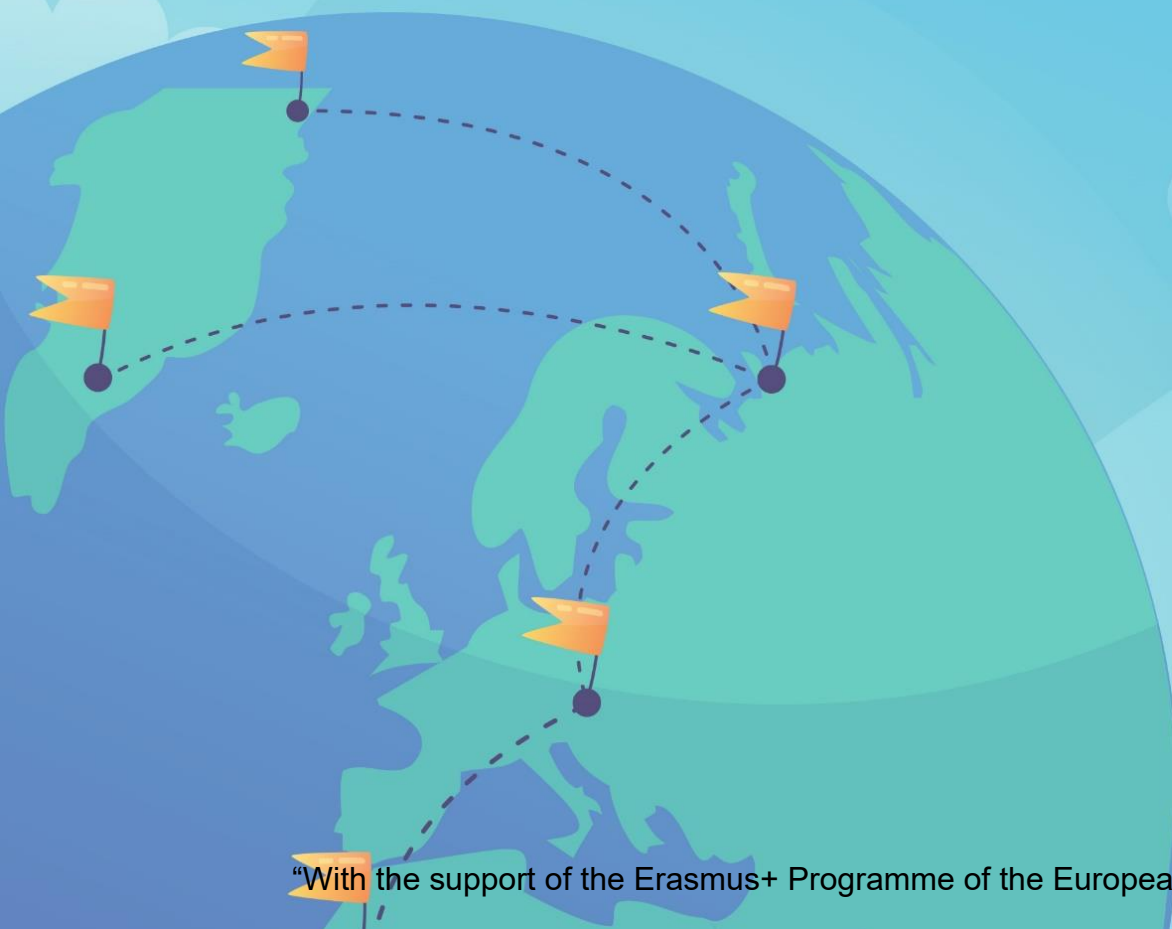 “With the support of the Erasmus+ Programme of the Europea